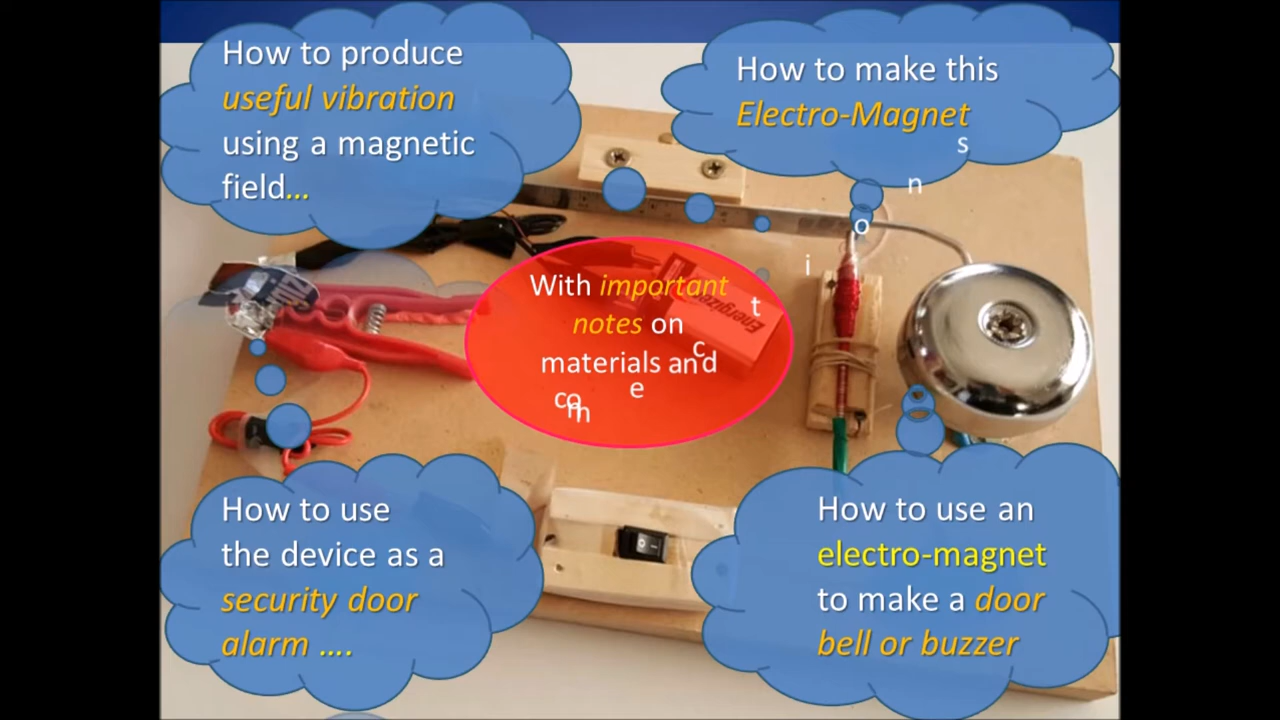 How to produce
useful vibration
using a magnetic
field...
How to make this
Electro-Magnet
With important
notes on
materials and
Energizer
How to use
the device as a
security door
alarm ....
How to use an
electro-magnet
to make a door
bell or buzzer